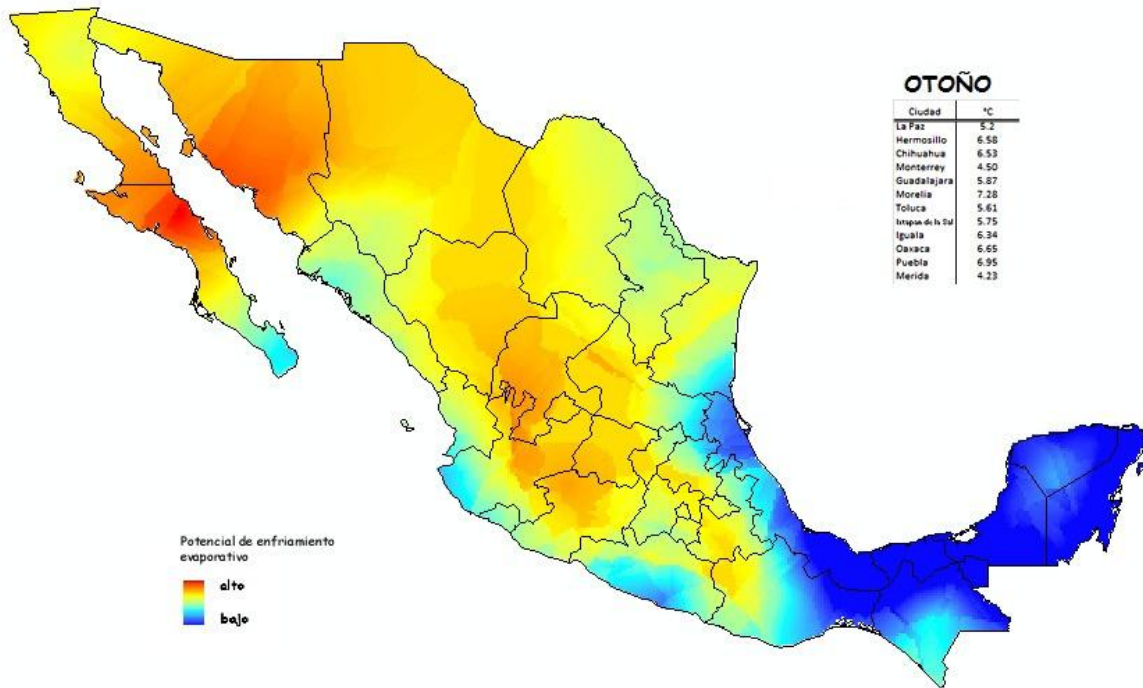 OTOÑO
Ciudad °C
La Paz 5.2
Hermosillo 6.58
Chihuahua 6.53
Monterrey 4.50
Guadalajara 5.87
Morelia 7.28
Toluca 5.61
Ixtapan de la Sal 5.75
Iguala 6.34
Oaxaca 6.65
Puebla 6.95
Merida 4.23
Potencial de enfriamiento
evaporativo
alto
bajo